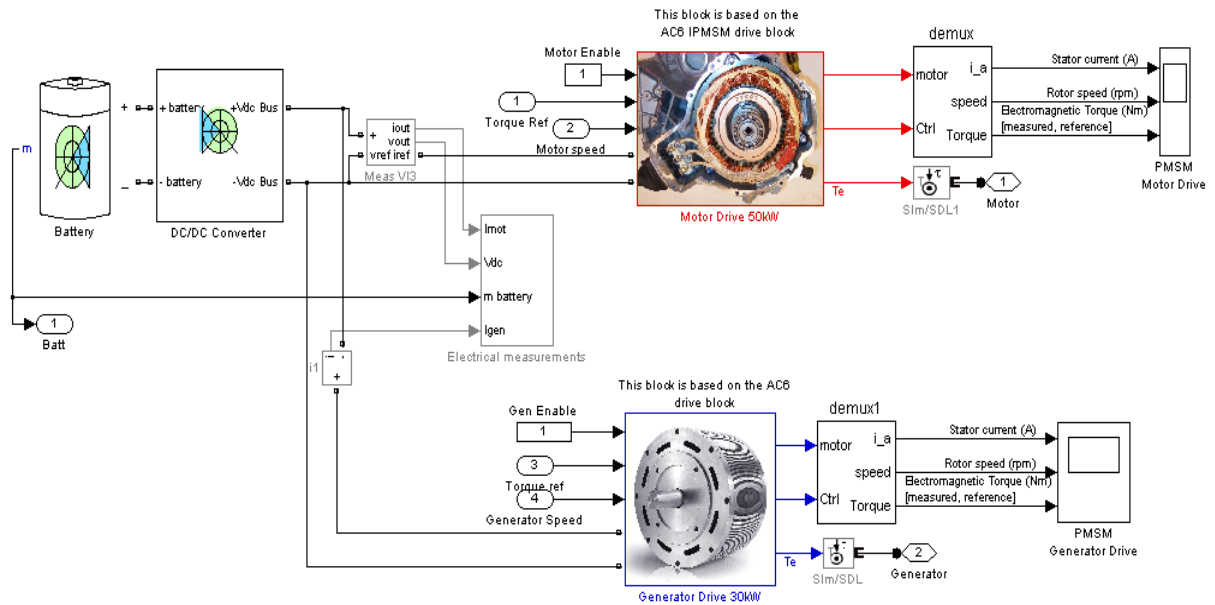 This block is based on the
AC6 IPMSM drive block
demux
Motor Enable
1
1
Torque Ref
2
Motor speed
Motor Drive 50kW
Te
motor
Ctrl
i_a
speed
Torque
Stator current (A)
Rotor speed (rpm)
Electromagnetic Torque (Nm)
[measured, reference]
PMSM
Motor Drive
Sim/SDL1
1
Motor
m
+
_
Battery
+ battery
- battery
+Vdc Bus
-Vdc Bus
DC/DC Converter
+
iout
vout
vref iref
Meas VI3
Imot
Vdc
m battery
Igen
Electrical measurements
1
Batt
i1
- 
+
This block is based on the AC6
drive block
demux1
Gen Enable
1
3
Torque ref
4
Generator Speed
Generator Drive 30kW
Te
motor
Ctrl
i_a
speed
Torque
Stator current (A)
Rotor speed (rpm)
Electromagnetic Torque (Nm)
[measured, reference]
PMSM
Generator Drive
Sim/SDL
2
Generator